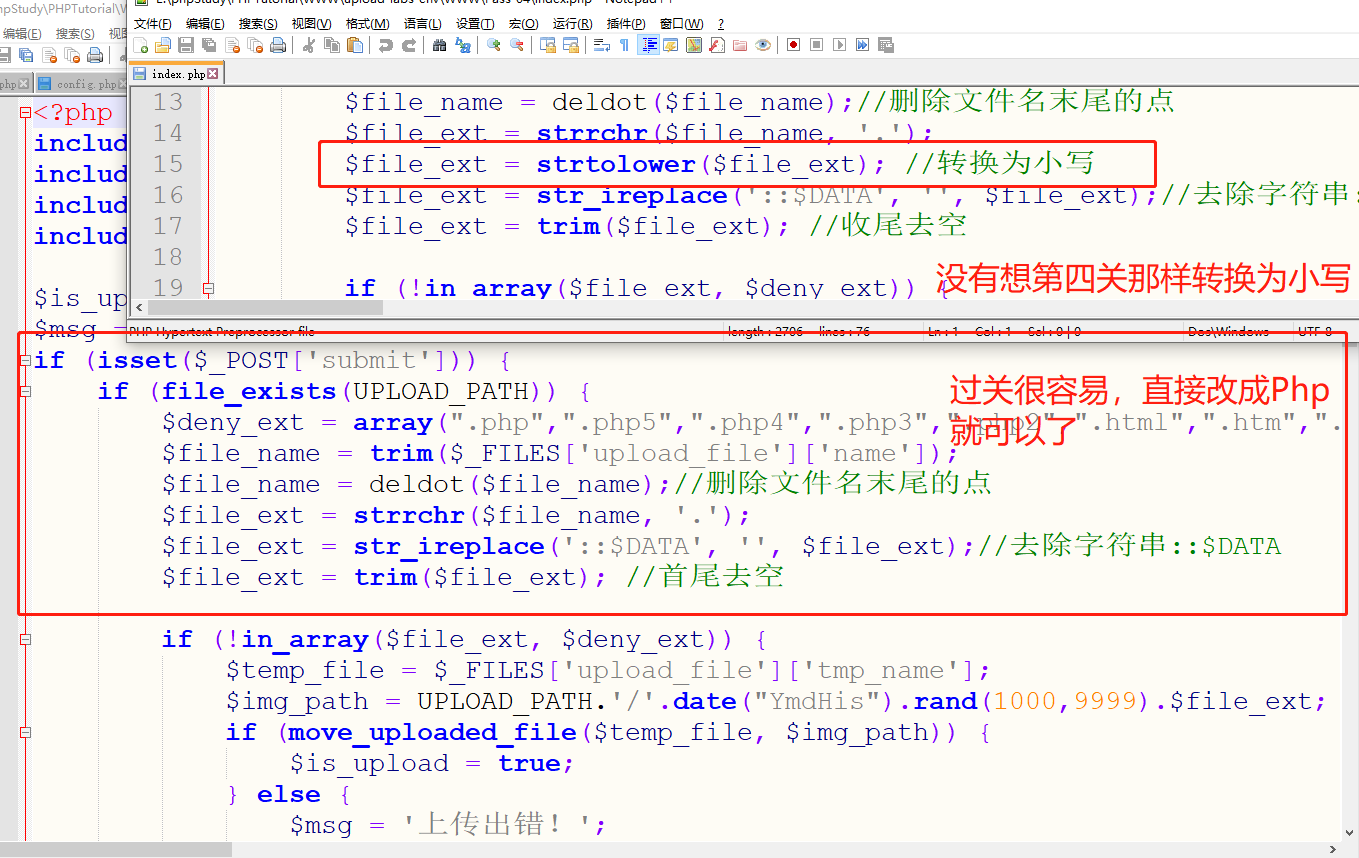 hpStudy\PHPTutorial\WWW\upload-labs-env\WWW\Pass-04\index.php - Notepad++
文件(F) 编辑(E) 搜索(S) 视图(V) 格式(M) 语言(L) 设置(T) 宏(O) 运行(R) 插件(P) 窗口(W) ?
编辑(E) 搜索(S) 视图
index.php
php config.php
13 $file_name = deldot($file_name);//删除文件名末尾的点
14 $file_ext = strrchr($file_name, '.');
15 $file_ext = strtolower($file_ext); //转换为小写
16 $file_ext = str_ireplace('::$DATA', '', $file_ext);//去除字符串:
17 $file_ext = trim($file_ext); //收尾去空
18
19 if (!in_array($file_ext, $deny_ext)) {
没有想第四关那样转换为小写
PHP Hypertext Preprocessor file length : 2706 lines : 76 Ln : 1 Col : 1 Sel : 0 | 0 Dos\Windows UTF-8
<?php
includ
includ
includ
includ
$is_up
$msg =
if (isset($_POST['submit'])) {
if (file_exists(UPLOAD_PATH)) {
过关很容易，直接改成Php
就可以了
$deny_ext = array(".php",".php5",".php4",".php3",".php2",".html",".htm",".
$file_name = trim($_FILES['upload_file']['name']);
$file_name = deldot($file_name);//删除文件名末尾的点
$file_ext = strrchr($file_name, '.');
$file_ext = str_ireplace('::$DATA', '', $file_ext);//去除字符串::$DATA
$file_ext = trim($file_ext); //首尾去空
if (!in_array($file_ext, $deny_ext)) {
$temp_file = $_FILES['upload_file']['tmp_name'];
$img_path = UPLOAD_PATH.'/'.date("YmdHis").rand(1000,9999).$file_ext;
if (move_uploaded_file($temp_file, $img_path)) {
$is_upload = true;
} else {
$msg = '上传出错！';